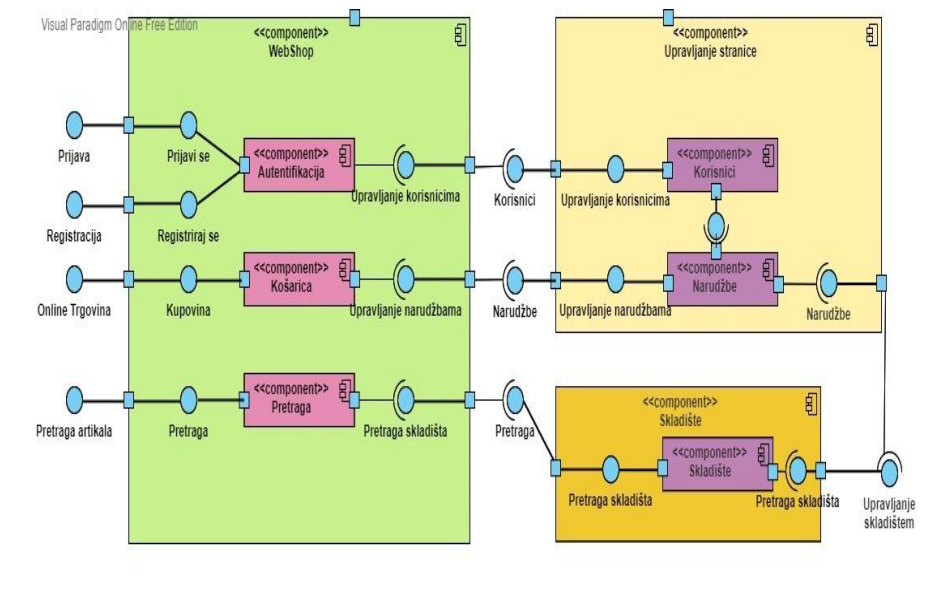 Visual Paradigm Online Free Edition
<<component>>
WebShop
<<component>>
Upravljanje stranice
Prijava
Prijavi se
<<component>>
Autentifikacija
Upravljanje korisnicima
Korisnici
Upravljanje korisnicima
<<component>>
Korisnici
Registracija
Registriraj se
Online Trgovina
Kupovina
<<component>>
Košarica
Upravljanje narudžbama
Narudžbe
Upravljanje narudžbama
<<component>>
Narudžbe
Narudžbe
Pretraga artikala
Pretraga
<<component>>
Pretraga
Pretraga skladišta
Pretraga
<<component>>
Skladište
Pretraga skladišta
<<component>>
Skladište
Pretraga skladišta
Upravljanje
skladištem